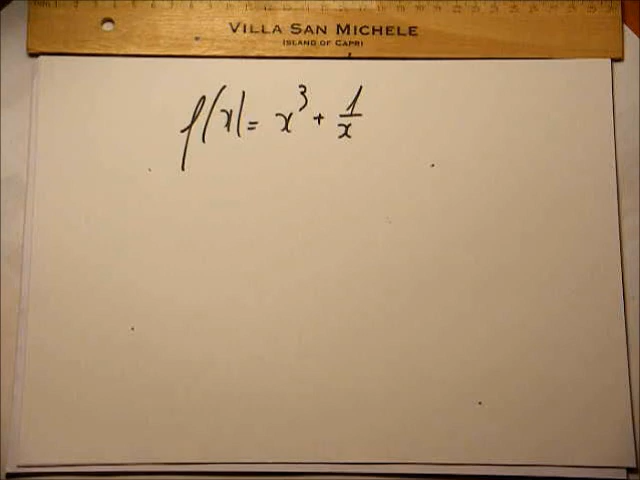 VILLA SAN MICHELE
ISLAND OF CAPRI
f(x) = x³ + 1/x